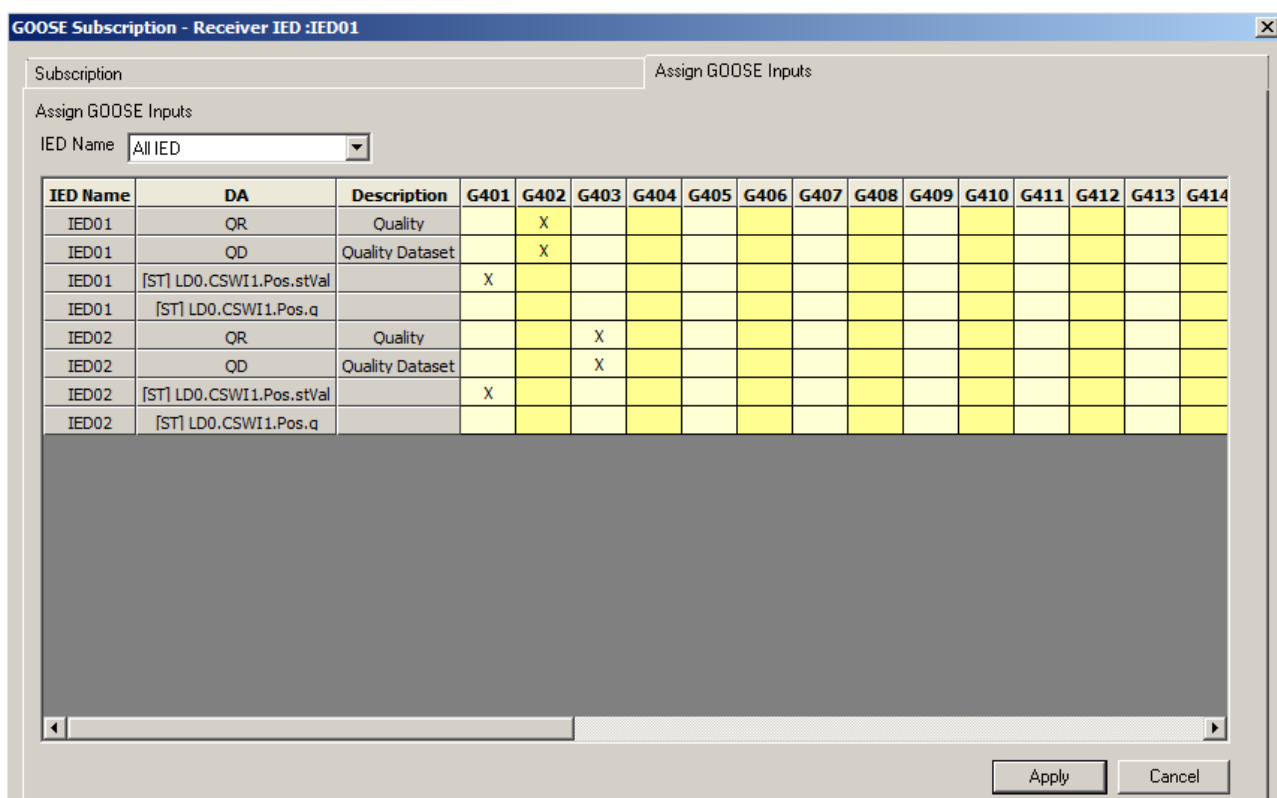 GOOSE Subscription - Receiver IED :IED01
Subscription Assign GOOSE Inputs
Assign GOOSE Inputs
IED Name All IED
IED Name DA Description G401 G402 G403 G404 G405 G406 G407 G408 G409 G410 G411 G412 G413 G414
IED01 QR Quality X
IED01 QD Quality Dataset X
IED01 [ST] LD0.CSWI1.Pos.stVal X
IED01 [ST] LD0.CSWI1.Pos.q
IED02 QR Quality X
IED02 QD Quality Dataset X
IED02 [ST] LD0.CSWI1.Pos.stVal X
IED02 [ST] LD0.CSWI1.Pos.q
Apply Cancel